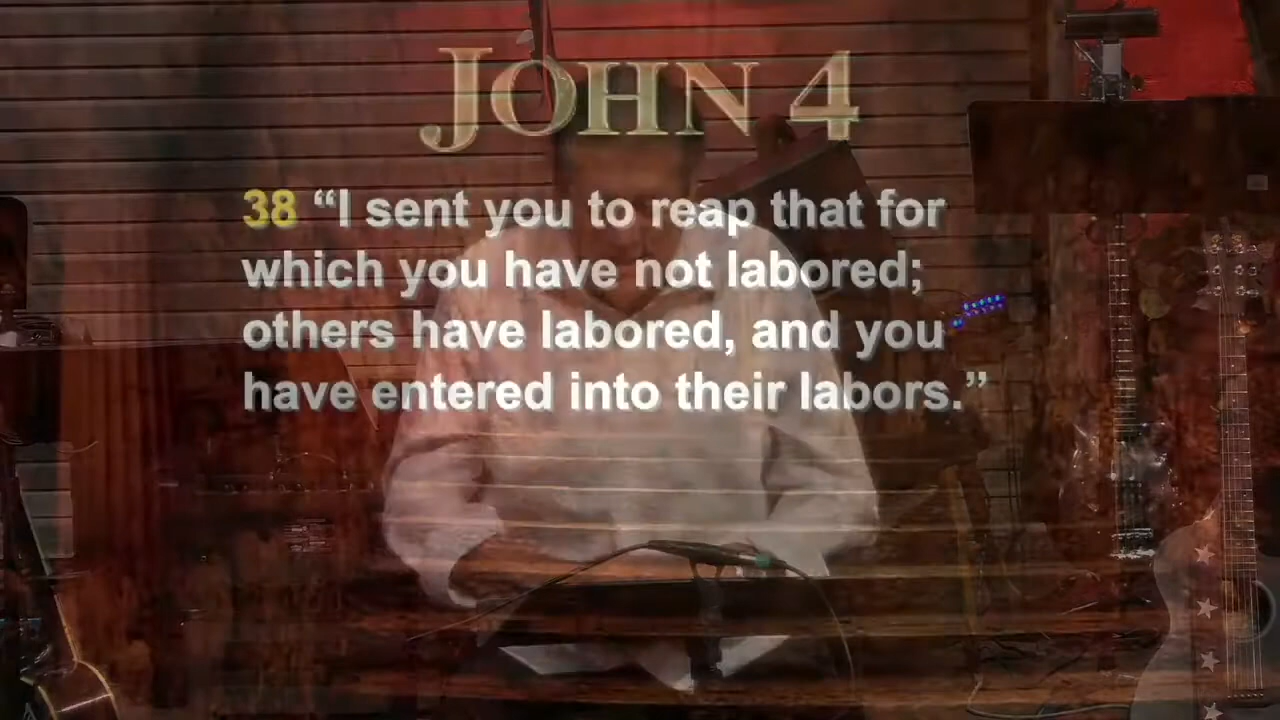 JOHN 4
38 “I sent you to reap that for
which you have not labored;
others have labored, and you
have entered into their labors.”